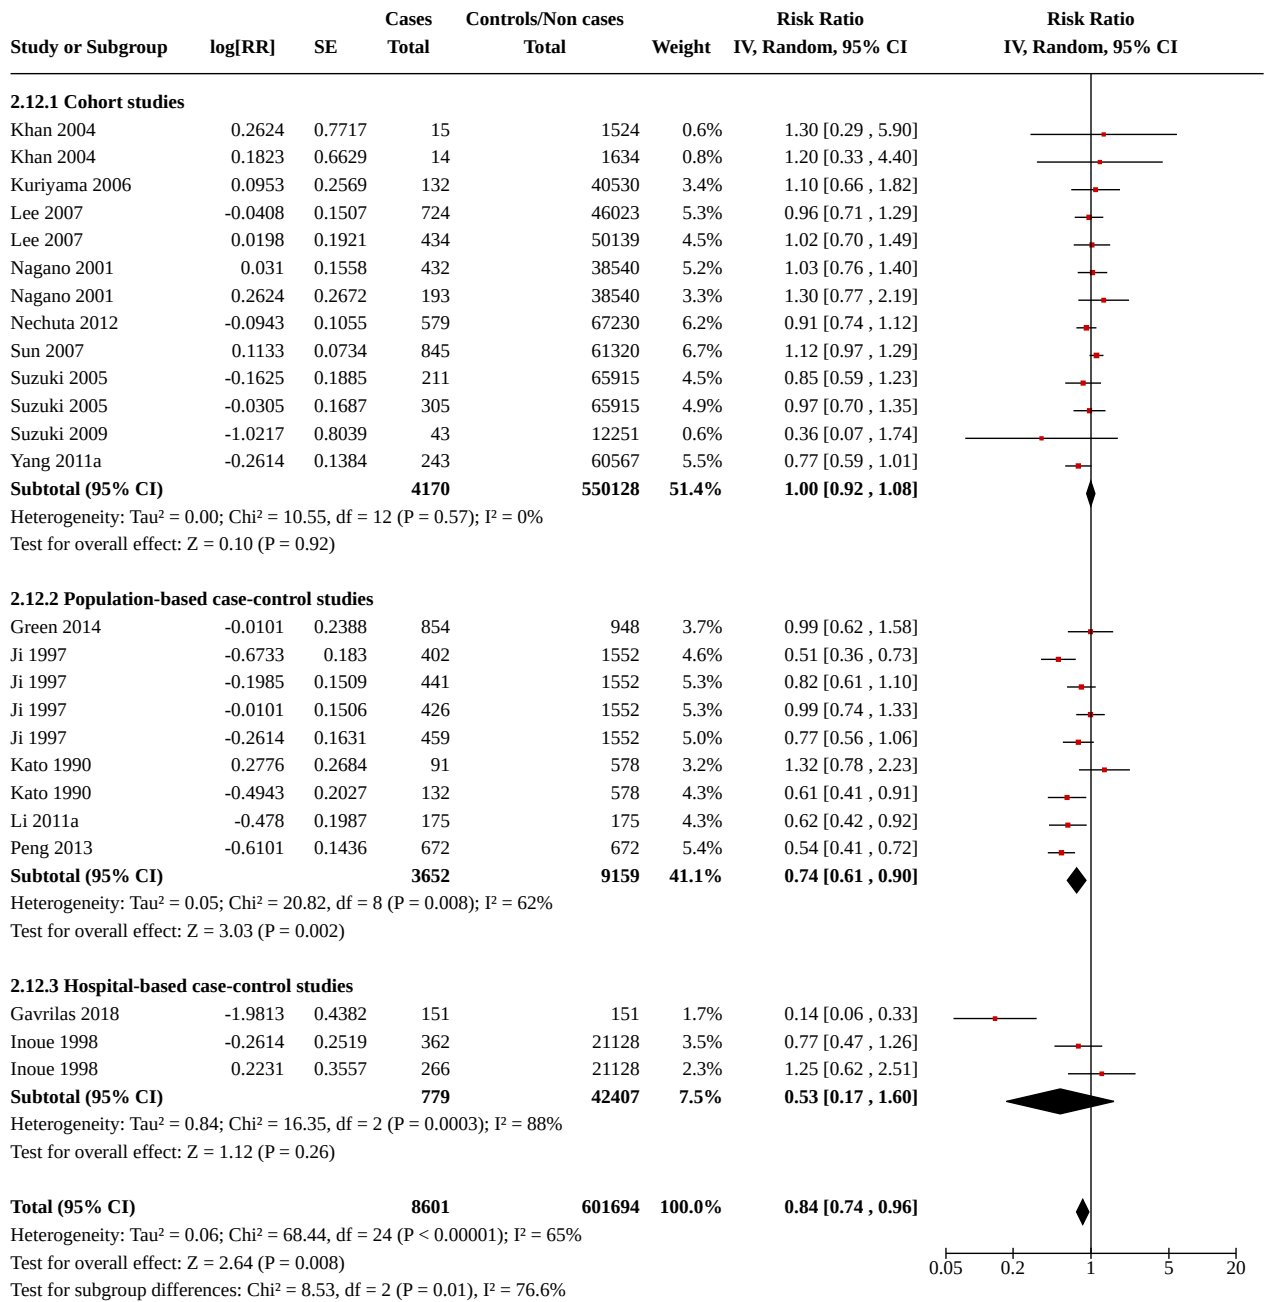 Cases Controls/Non cases Risk Ratio Risk Ratio
Study or Subgroup log[RR] SE Total Total Weight IV, Random, 95% CI IV, Random, 95% CI
2.12.1 Cohort studies
Khan 2004 0.2624 0.7717 15 1524 0.6% 1.30 [0.29 , 5.90]
Khan 2004 0.1823 0.6629 14 1634 0.8% 1.20 [0.33 , 4.40]
Kuriyama 2006 0.0953 0.2569 132 40530 3.4% 1.10 [0.66 , 1.82]
Lee 2007 -0.0408 0.1507 724 46023 5.3% 0.96 [0.71 , 1.29]
Lee 2007 0.0198 0.1921 434 50139 4.5% 1.02 [0.70 , 1.49]
Nagano 2001 0.031 0.1558 432 38540 5.2% 1.03 [0.76 , 1.40]
Nagano 2001 0.2624 0.2672 193 38540 3.3% 1.30 [0.77 , 2.19]
Nechuta 2012 -0.0943 0.1055 579 67230 6.2% 0.91 [0.74 , 1.12]
Sun 2007 0.1133 0.0734 845 61320 6.7% 1.12 [0.97 , 1.29]
Suzuki 2005 -0.1625 0.1885 211 65915 4.5% 0.85 [0.59 , 1.23]
Suzuki 2005 -0.0305 0.1687 305 65915 4.9% 0.97 [0.70 , 1.35]
Suzuki 2009 -1.0217 0.8039 43 12251 0.6% 0.36 [0.07 , 1.74]
Yang 2011a -0.2614 0.1384 243 60567 5.5% 0.77 [0.59 , 1.01]
Subtotal (95% CI) 4170 550128 51.4% 1.00 [0.92 , 1.08]
Heterogeneity: Tau² = 0.00; Chi² = 10.55, df = 12 (P = 0.57); I² = 0%
Test for overall effect: Z = 0.10 (P = 0.92)
2.12.2 Population-based case-control studies
Green 2014 -0.0101 0.2388 854 948 3.7% 0.99 [0.62 , 1.58]
Ji 1997 -0.6733 0.183 402 1552 4.6% 0.51 [0.36 , 0.73]
Ji 1997 -0.1985 0.1509 441 1552 5.3% 0.82 [0.61 , 1.10]
Ji 1997 -0.0101 0.1506 426 1552 5.3% 0.99 [0.74 , 1.33]
Ji 1997 -0.2614 0.1631 459 1552 5.0% 0.77 [0.56 , 1.06]
Kato 1990 0.2776 0.2684 91 578 3.2% 1.32 [0.78 , 2.23]
Kato 1990 -0.4943 0.2027 132 578 4.3% 0.61 [0.41 , 0.91]
Li 2011a -0.478 0.1987 175 175 4.3% 0.62 [0.42 , 0.92]
Peng 2013 -0.6101 0.1436 672 672 5.4% 0.54 [0.41 , 0.72]
Subtotal (95% CI) 3652 9159 41.1% 0.74 [0.61 , 0.90]
Heterogeneity: Tau² = 0.05; Chi² = 20.82, df = 8 (P = 0.008); I² = 62%
Test for overall effect: Z = 3.03 (P = 0.002)
2.12.3 Hospital-based case-control studies
Gavrilas 2018 -1.9813 0.4382 151 151 1.7% 0.14 [0.06 , 0.33]
Inoue 1998 -0.2614 0.2519 362 21128 3.5% 0.77 [0.47 , 1.26]
Inoue 1998 0.2231 0.3557 266 21128 2.3% 1.25 [0.62 , 2.51]
Subtotal (95% CI) 779 42407 7.5% 0.53 [0.17 , 1.60]
Heterogeneity: Tau² = 0.84; Chi² = 16.35, df = 2 (P = 0.0003); I² = 88%
Test for overall effect: Z = 1.12 (P = 0.26)
Total (95% CI) 8601 601694 100.0% 0.84 [0.74 , 0.96]
Heterogeneity: Tau² = 0.06; Chi² = 68.44, df = 24 (P < 0.00001); I² = 65%
Test for overall effect: Z = 2.64 (P = 0.008)
0.05 0.2 1 5 20
Test for subgroup differences: Chi² = 8.53, df = 2 (P = 0.01), I² = 76.6%